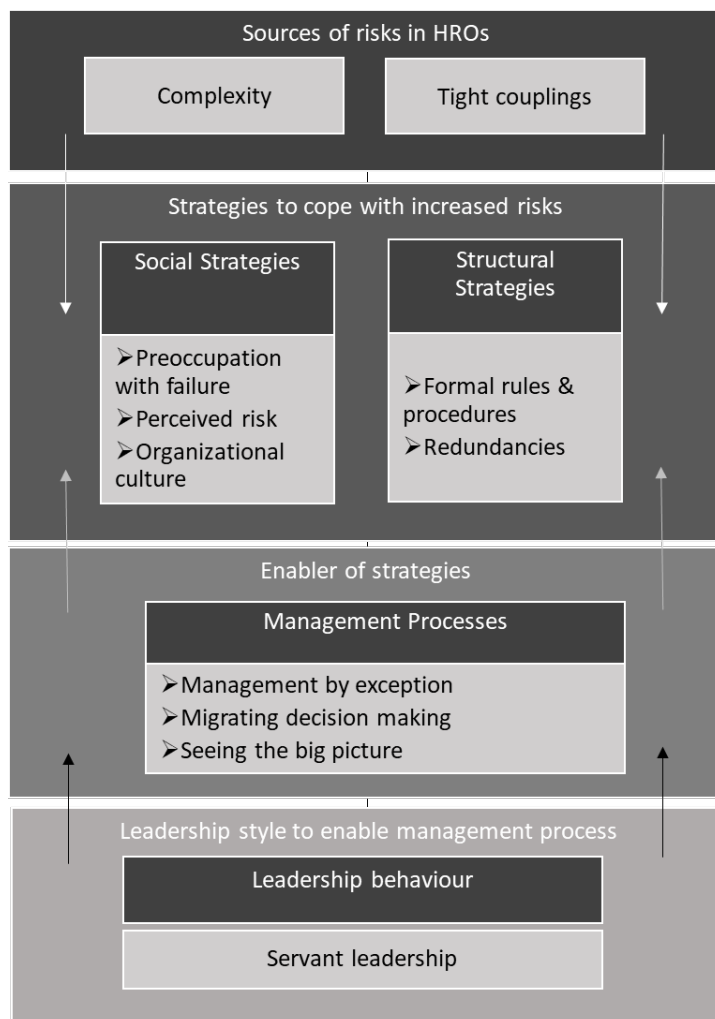 Sources of risks in HROs
Complexity
Tight couplings
Strategies to cope with increased risks
Social Strategies
➢Preoccupation
with failure
➢Perceived risk
➢Organizational
culture
Structural
Strategies
➢Formal rules &
procedures
➢Redundancies
Enabler of strategies
Management Processes
➢Management by exception
➢Migrating decision making
➢Seeing the big picture
Leadership style to enable management process
Leadership behaviour
Servant leadership